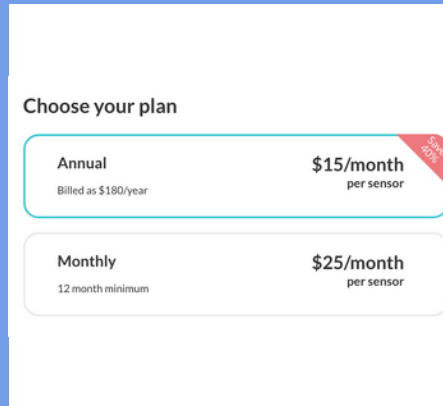 Choose your plan
Annual
$15/month
Save
40%
Billed as $180/year
per sensor
Monthly
$25/month
12 month minimum
per sensor